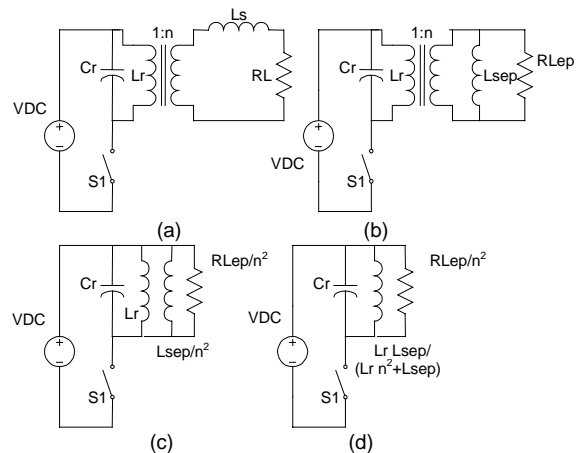 Ls
1:n
Cr
Lr
RL
VDC
+
−
S1
(a)
1:n
RLep
Cr
Lr
Lsep
VDC
+
−
S1
(b)
RLep/n²
Cr
Lr
VDC
+
−
Lsep/n²
S1
(c)
RLep/n²
Cr
VDC
+
−
Lr Lsep/
(Lr n²+Lsep)
S1
(d)